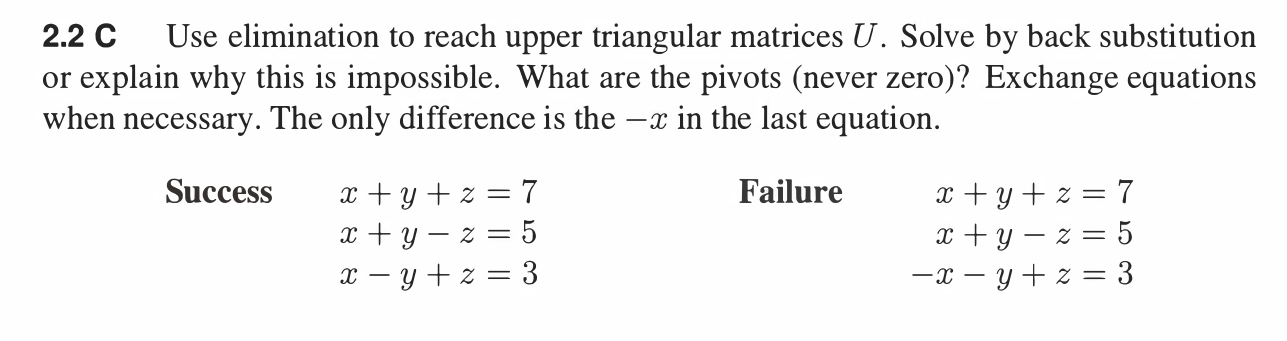 2.2 C Use elimination to reach upper triangular matrices U. Solve by back substitution
or explain why this is impossible. What are the pivots (never zero)? Exchange equations
when necessary. The only difference is the −x in the last equation.
Success x + y + z = 7
x + y − z = 5
x − y + z = 3
Failure x + y + z = 7
x + y − z = 5
−x − y + z = 3